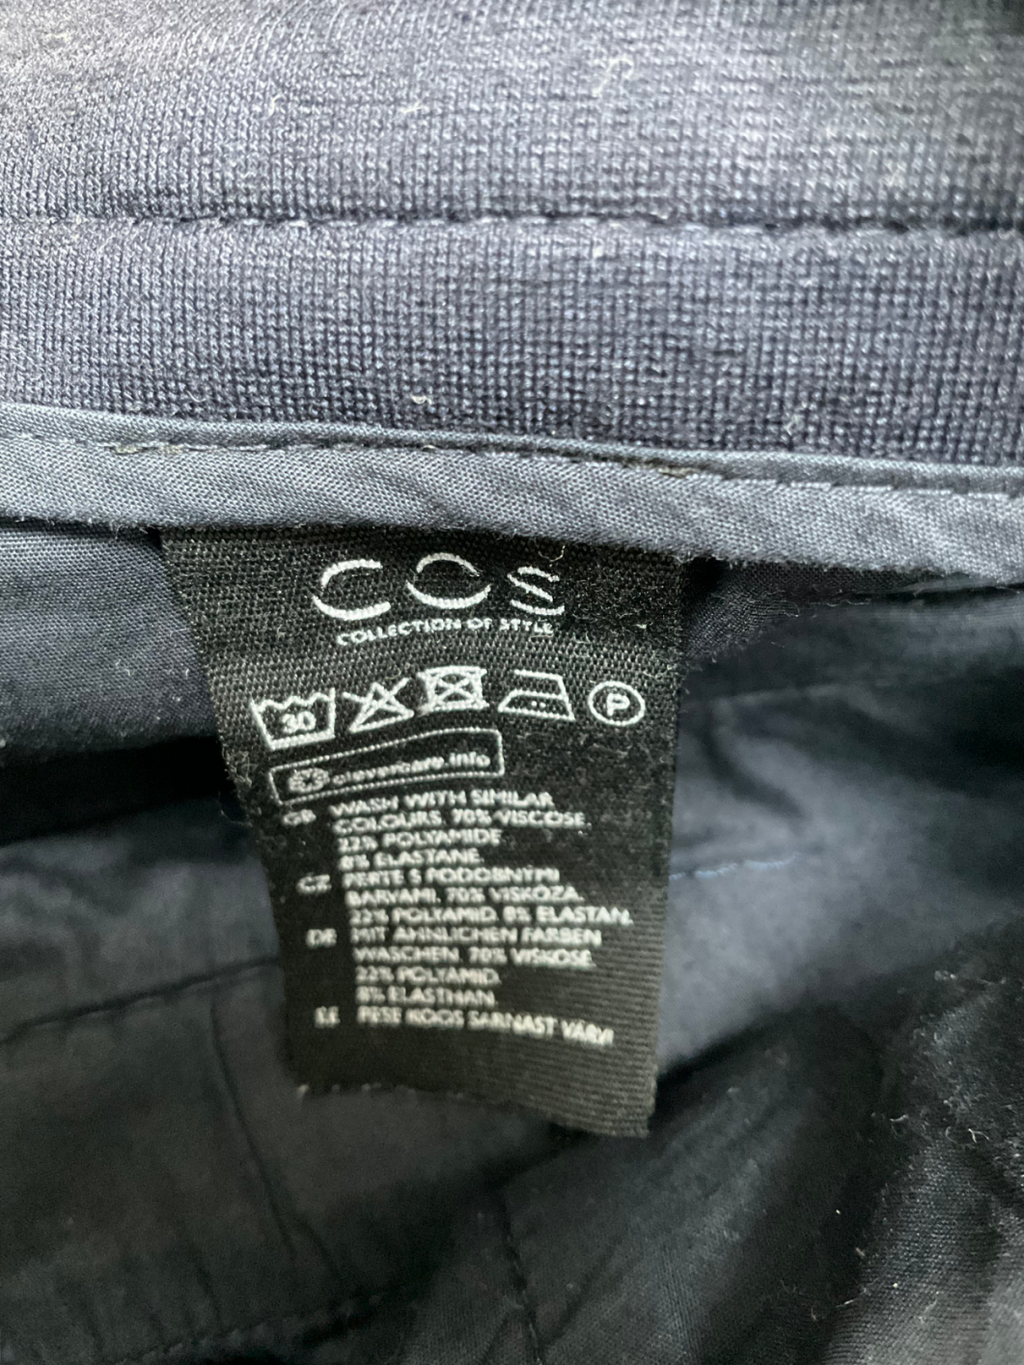 COS
COLLECTION OF STYLE
30
P
clevercare.info
GB WASH WITH SIMILAR
COLOURS, 70% VISCOSE
22% POLYAMIDE
8% ELASTANE
CZ PERTE S PODOBNÝMI
BARVAMI, 70% VISKÓZA
22% POLYAMID, 8% ELASTAN
DE MIT ÄHNLICHEN FARBEN
WASCHEN, 70% VISKOSE
22% POLYAMID
8% ELASTHAN
EE PESE KOOS SARNAST VÄRVI